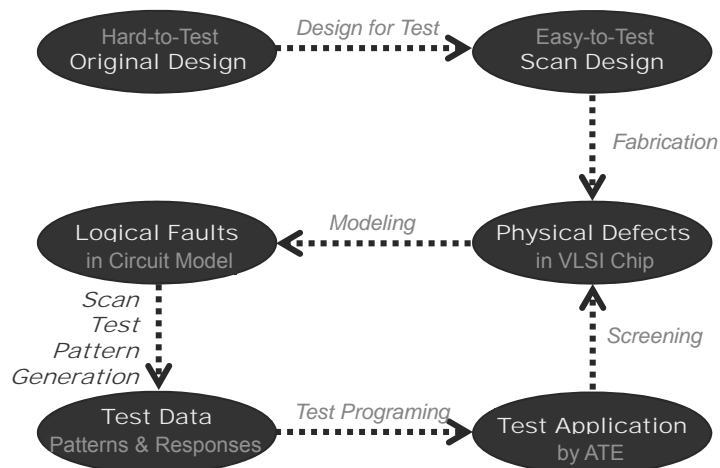 Hard-to-Test
Original Design
Design for Test
Easy-to-Test
Scan Design
Fabrication
Logical Faults
in Circuit Model
Modeling
Physical Defects
in VLSI Chip
Scan
Test
Pattern
Generation
Screening
Test Data
Patterns & Responses
Test Programing
Test Application
by ATE